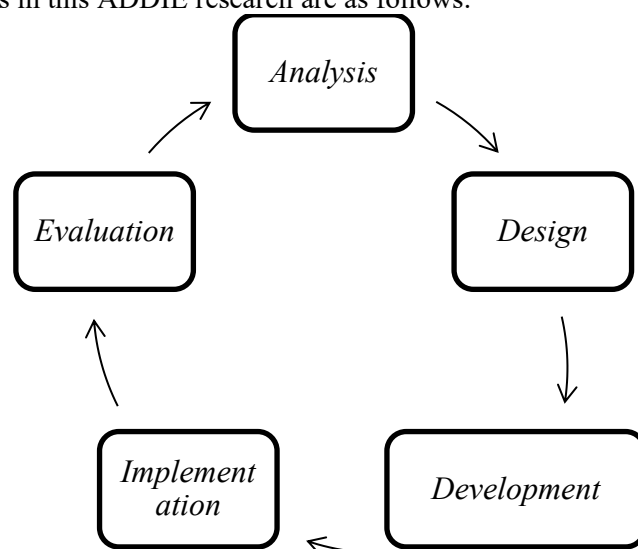 s in this ADDIE research are as follows:
Analysis
Design
Development
Implement
ation
Evaluation